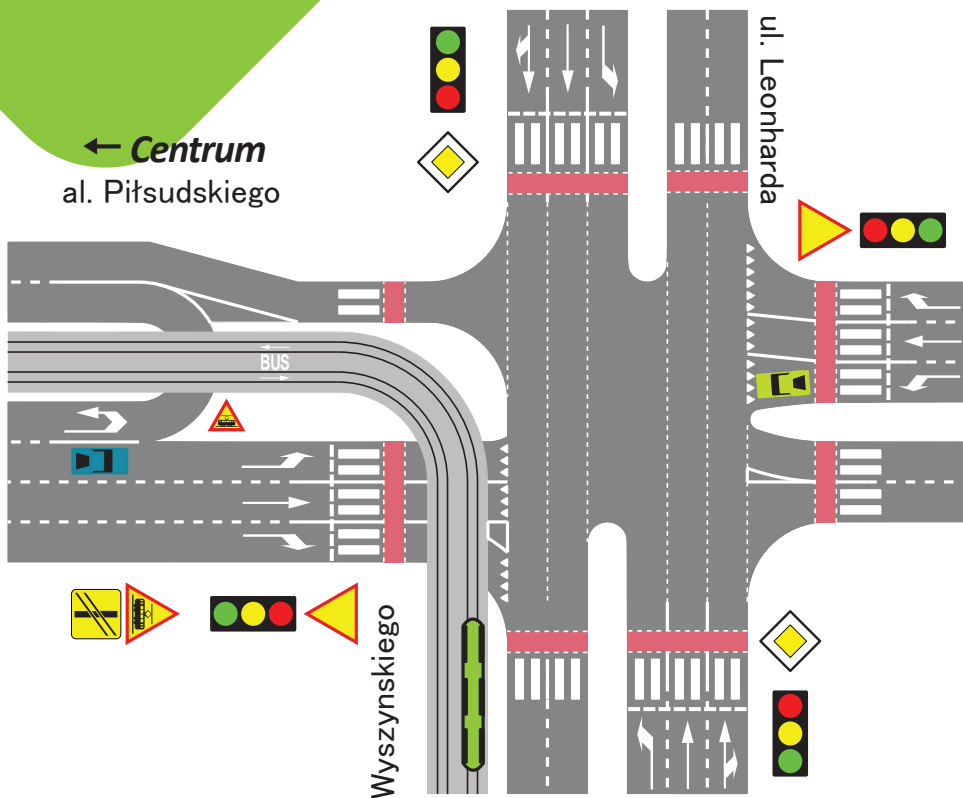 Centrum
al. Piłsudskiego
ul. Leonharda
BUS
Wyszynskiego